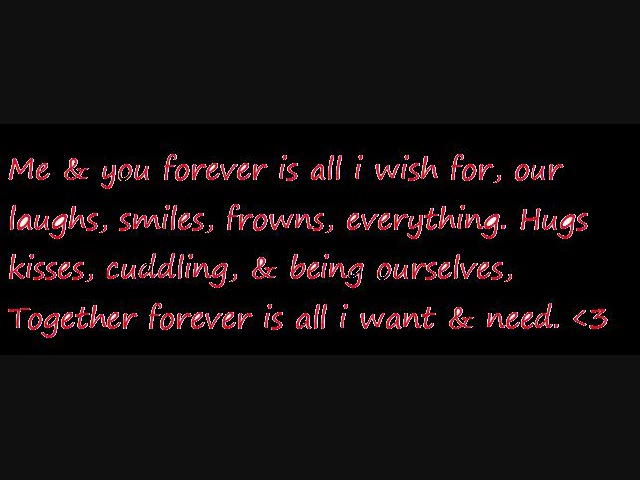 Me & you forever is all i wish for, our
laughs, smiles, frowns, everything. Hugs
kisses, cuddling, & being ourselves,
Together forever is all i want & need. <3